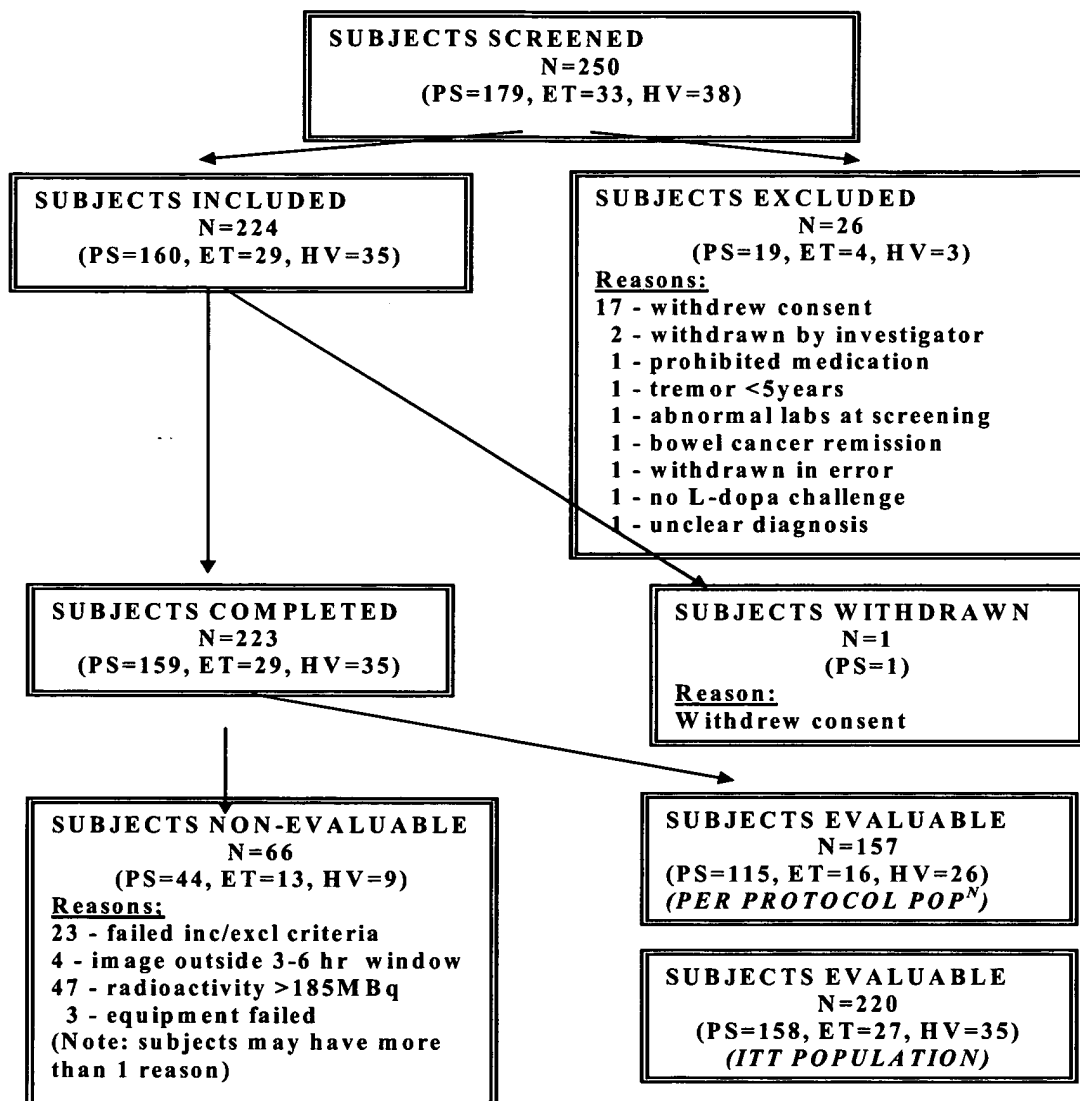 SUBJECTS SCREENED
N=250
(PS=179, ET=33, HV=38)
SUBJECTS INCLUDED
N=224
(PS=160, ET=29, HV=35)
SUBJECTS EXCLUDED
N=26
(PS=19, ET=4, HV=3)
Reasons:
17 - withdrew consent
2 - withdrawn by investigator
1 - prohibited medication
1 - tremor <5years
1 - abnormal labs at screening
1 - bowel cancer remission
1 - withdrawn in error
1 - no L-dopa challenge
1 - unclear diagnosis
SUBJECTS COMPLETED
N=223
(PS=159, ET=29, HV=35)
SUBJECTS WITHDRAWN
N=1
(PS=1)
Reason:
Withdrew consent
SUBJECTS NON-EVALUABLE
N=66
(PS=44, ET=13, HV=9)
Reasons;
23 - failed inc/excl criteria
4 - image outside 3-6 hr window
47 - radioactivity >185MBq
3 - equipment failed
(Note: subjects may have more
than 1 reason)
SUBJECTS EVALUABLE
N=157
(PS=115, ET=16, HV=26)
(PER PROTOCOL POP^N)
SUBJECTS EVALUABLE
N=220
(PS=158, ET=27, HV=35)
(ITT POPULATION)